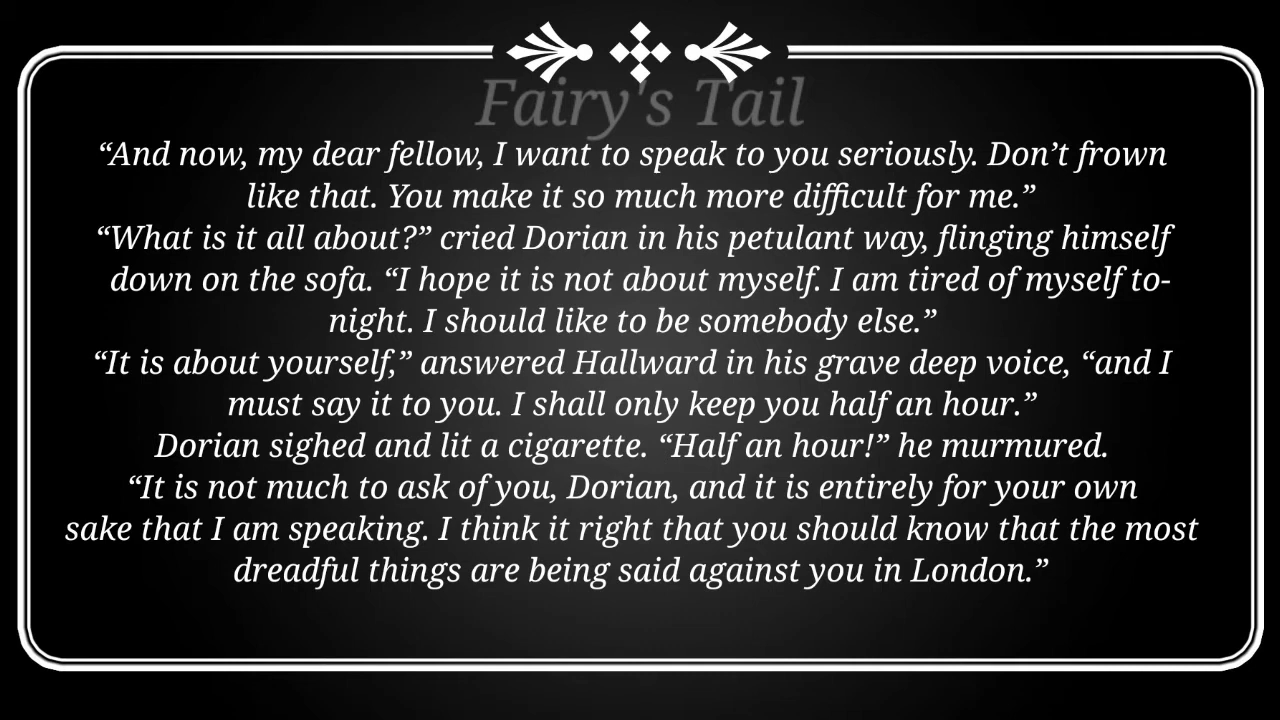 Fairy's Tail
“And now, my dear fellow, I want to speak to you seriously. Don’t frown
like that. You make it so much more difficult for me.”
“What is it all about?” cried Dorian in his petulant way, flinging himself
down on the sofa. “I hope it is not about myself. I am tired of myself to-
night. I should like to be somebody else.”
“It is about yourself,” answered Hallward in his grave deep voice, “and I
must say it to you. I shall only keep you half an hour.”
Dorian sighed and lit a cigarette. “Half an hour!” he murmured.
“It is not much to ask of you, Dorian, and it is entirely for your own
sake that I am speaking. I think it right that you should know that the most
dreadful things are being said against you in London.”